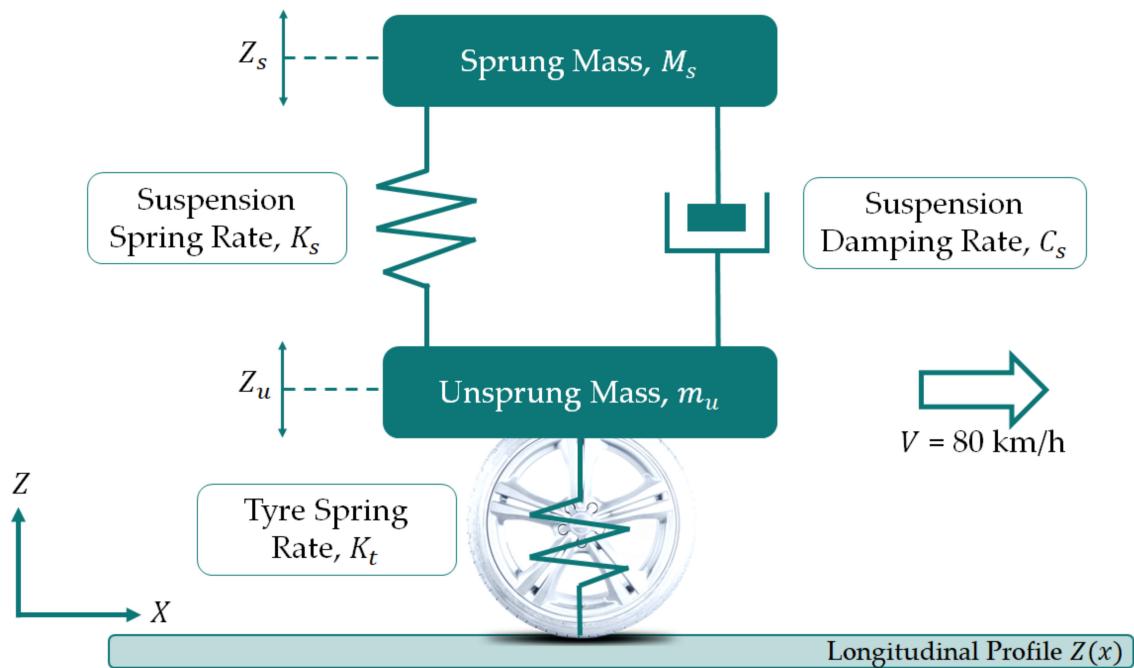 Z_s
Sprung Mass, M_s
Suspension
Spring Rate, K_s
Suspension
Damping Rate, C_s
Z_u
Unsprung Mass, m_u
V = 80 km/h
Z
Tyre Spring
Rate, K_t
X
Longitudinal Profile Z(x)